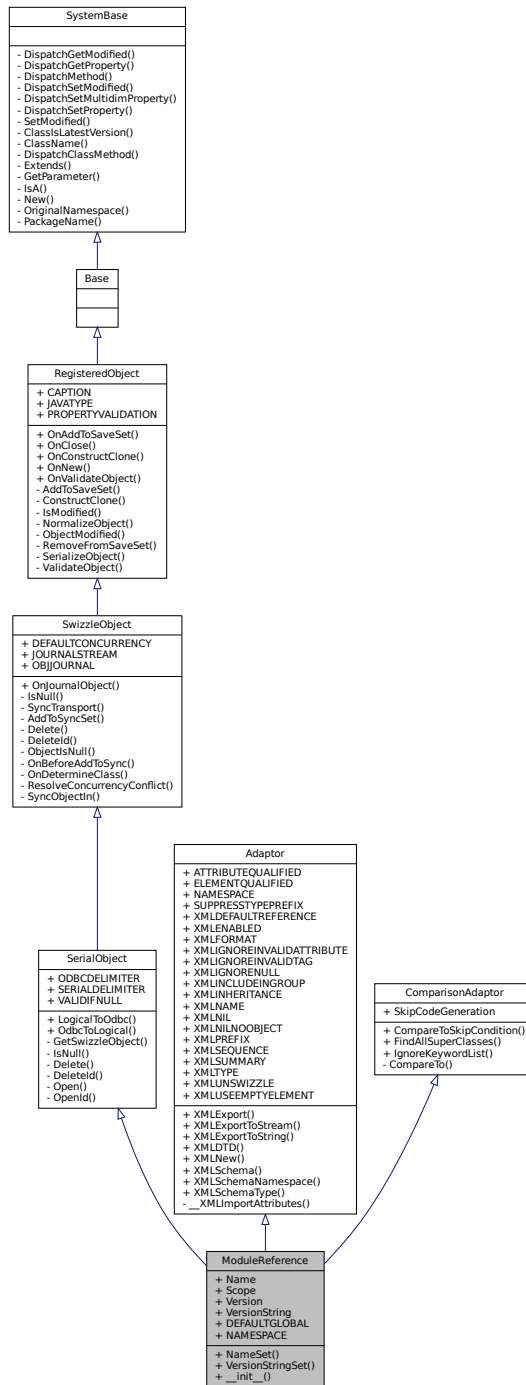 SystemBase
- DispatchGetModified()
- DispatchGetProperty()
- DispatchMethod()
- DispatchSetModified()
- DispatchSetMultidimProperty()
- DispatchSetProperty()
- SetModified()
- ClassIsLatestVersion()
- ClassName()
- DispatchClassMethod()
- Extends()
- GetParameter()
- IsA()
- New()
- OriginalNamespace()
- PackageName()
Base
RegisteredObject
+ CAPTION
+ JAVATYPE
+ PROPERTYVALIDATION
+ OnAddToSaveSet()
+ OnClose()
+ OnConstructClone()
+ OnNew()
+ OnValidateObject()
- AddToSaveSet()
- ConstructClone()
- IsModified()
- NormalizeObject()
- ObjectModified()
- RemoveFromSaveSet()
- SerializeObject()
- ValidateObject()
SwizzleObject
+ DEFAULTCONCURRENCY
+ JOURNALSTREAM
+ OBJJOURNAL
+ OnJournalObject()
- IsNull()
- SyncTransport()
- AddToSyncSet()
- Delete()
- DeleteId()
- ObjectIsNull()
- OnBeforeAddToSync()
- OnDetermineClass()
- ResolveConcurrencyConflict()
- SyncObjectIn()
SerialObject
+ ODBCDELIMITER
+ SERIALDELIMITER
+ VALIDIFNULL
+ LogicalToOdbc()
+ OdbcToLogical()
- GetSwizzleObject()
- IsNull()
- Delete()
- DeleteId()
- Open()
- OpenId()
Adaptor
+ ATTRIBUTEQUALIFIED
+ ELEMENTQUALIFIED
+ NAMESPACE
+ SUPPRESSTYPEPREFIX
+ XMLDEFAULTREFERENCE
+ XMLENABLED
+ XMLFORMAT
+ XMLIGNOREINVALIDATTRIBUTE
+ XMLIGNOREINVALIDTAG
+ XMLIGNORENULL
+ XMLINCLUDEINGROUP
+ XMLINHERITANCE
+ XMLNAME
+ XMLNIL
+ XMLNILNOOBJECT
+ XMLPREFIX
+ XMLSEQUENCE
+ XMLSUMMARY
+ XMLTYPE
+ XMLUNSWIZZLE
+ XMLUSEEMPTYELEMENT
+ XMLExport()
+ XMLExportToStream()
+ XMLExportToString()
+ XMLDTD()
+ XMLNew()
+ XMLSchema()
+ XMLSchemaNamespace()
+ XMLSchemaType()
- __XMLImportAttributes()
ComparisonAdaptor
+ SkipCodeGeneration
+ CompareToSkipCondition()
+ FindAllSuperClasses()
+ IgnoreKeywordList()
- CompareTo()
ModuleReference
+ Name
+ Scope
+ Version
+ VersionString
+ DEFAULTGLOBAL
+ NAMESPACE
+ NameSet()
+ VersionStringSet()
+ __init__()